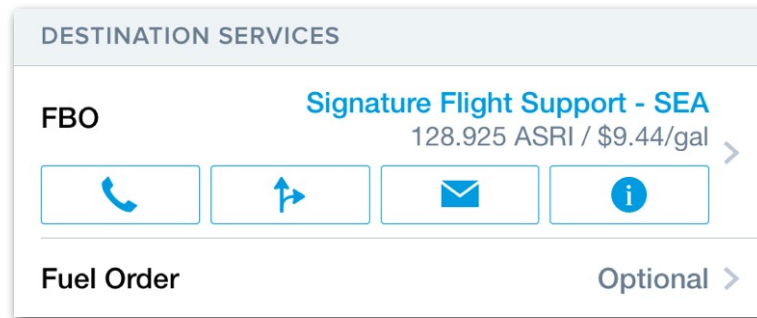 DESTINATION SERVICES
FBO
Signature Flight Support - SEA
128.925 ASRI / $9.44/gal
Fuel Order
Optional